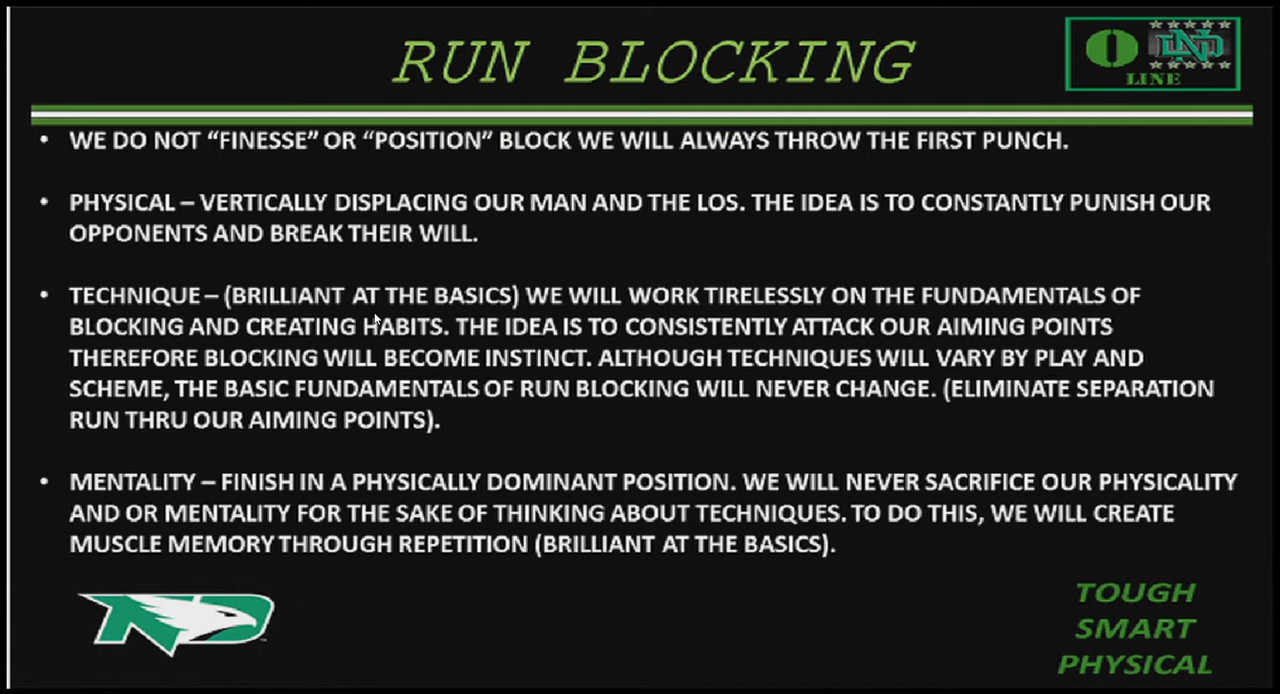 RUN BLOCKING
O
ND
LINE
• WE DO NOT “FINESSE” OR “POSITION” BLOCK WE WILL ALWAYS THROW THE FIRST PUNCH.
• PHYSICAL – VERTICALLY DISPLACING OUR MAN AND THE LOS. THE IDEA IS TO CONSTANTLY PUNISH OUR
OPPONENTS AND BREAK THEIR WILL.
• TECHNIQUE – (BRILLIANT AT THE BASICS) WE WILL WORK TIRELESSLY ON THE FUNDAMENTALS OF
BLOCKING AND CREATING HABITS. THE IDEA IS TO CONSISTENTLY ATTACK OUR AIMING POINTS
THEREFORE BLOCKING WILL BECOME INSTINCT. ALTHOUGH TECHNIQUES WILL VARY BY PLAY AND
SCHEME, THE BASIC FUNDAMENTALS OF RUN BLOCKING WILL NEVER CHANGE. (ELIMINATE SEPARATION
RUN THRU OUR AIMING POINTS).
• MENTALITY – FINISH IN A PHYSICALLY DOMINANT POSITION. WE WILL NEVER SACRIFICE OUR PHYSICALITY
AND OR MENTALITY FOR THE SAKE OF THINKING ABOUT TECHNIQUES. TO DO THIS, WE WILL CREATE
MUSCLE MEMORY THROUGH REPETITION (BRILLIANT AT THE BASICS).
ND
TOUGH
SMART
PHYSICAL